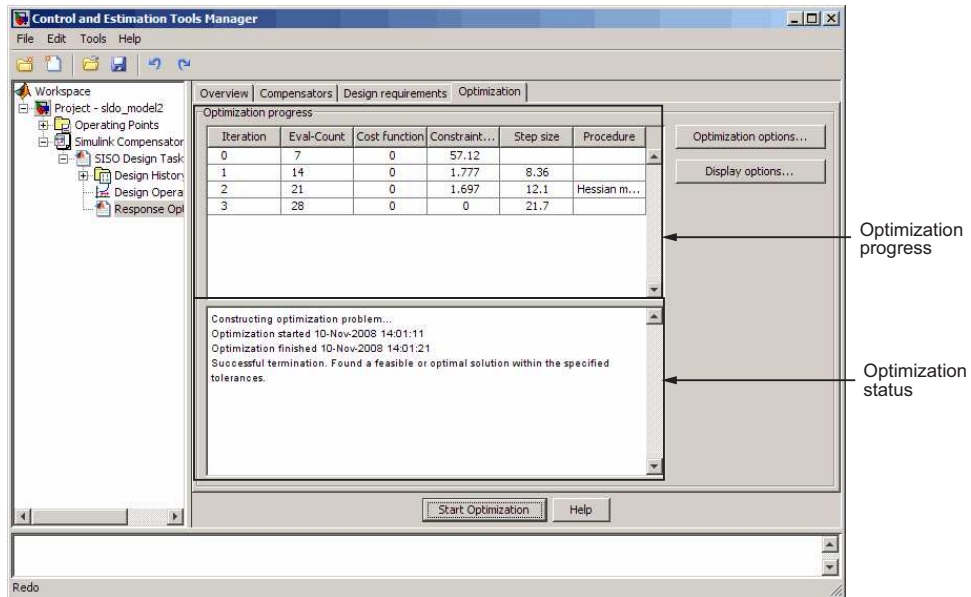 Control and Estimation Tools Manager
File Edit Tools Help
Workspace
Project - sldo_model2
Operating Points
Simulink Compensator
SISO Design Task
Design History
Design Opera
Response Opt
Overview Compensators Design requirements Optimization
Optimization progress
Iteration Eval-Count Cost function Constraint... Step size Procedure
0 7 0 57.12
1 14 0 1.777 8.36
2 21 0 1.697 12.1 Hessian m...
3 28 0 0 21.7
Optimization options...
Display options...
Constructing optimization problem...
Optimization started 10-Nov-2008 14:01:11
Optimization finished 10-Nov-2008 14:01:21
Successful termination. Found a feasible or optimal solution within the specified
tolerances.
Start Optimization Help
Redo
Optimization
progress
Optimization
status